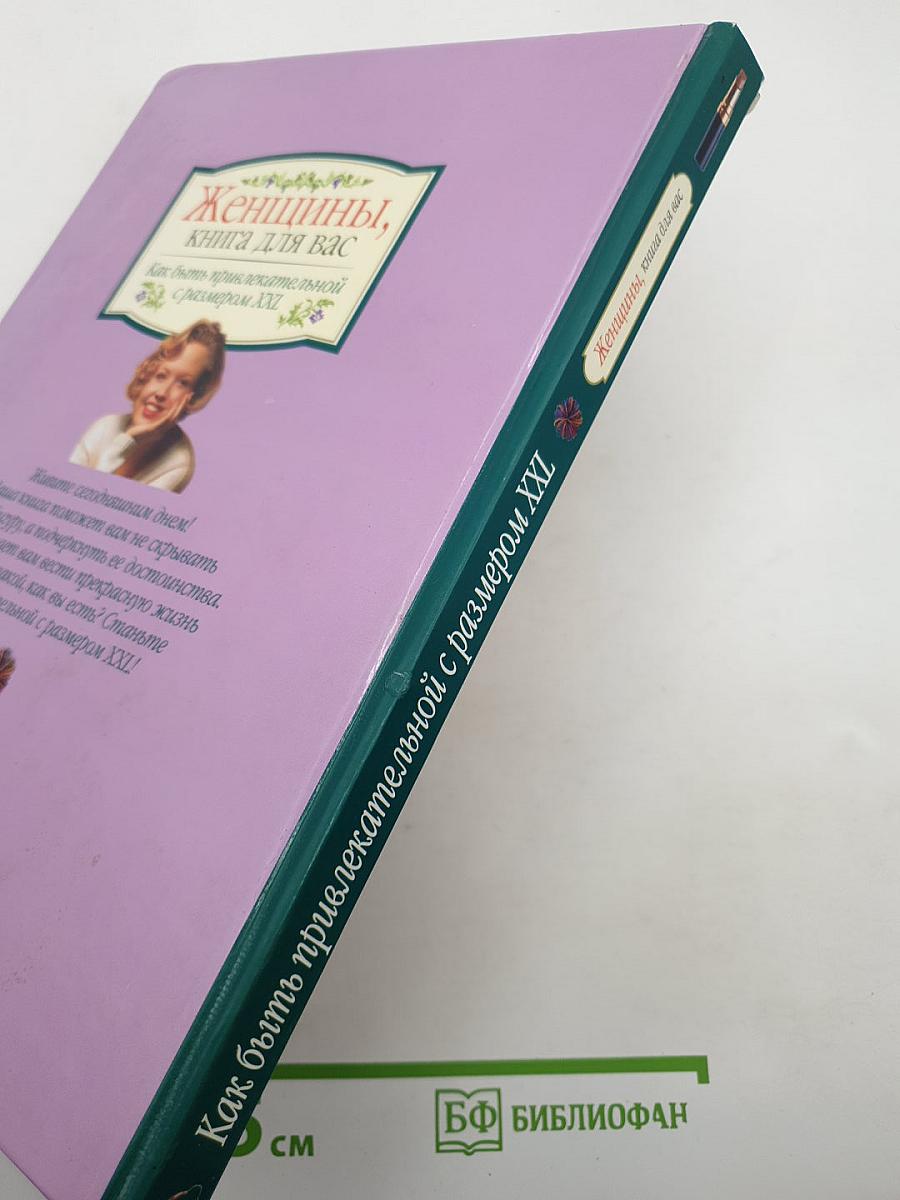 Женщины,
книга для вас
Как быть привлекательной
с размером XXL
Живите сегодняшним днем!
книга поможет вам не скрывать
а подчеркнуть ее достоинства.
вам вести прекрасную жизнь
как вы есть? Станьте
с размером XXL!
Женщины, книга для вас
Как быть привлекательной с размером XXL
см
БФ БИБЛИОФАН